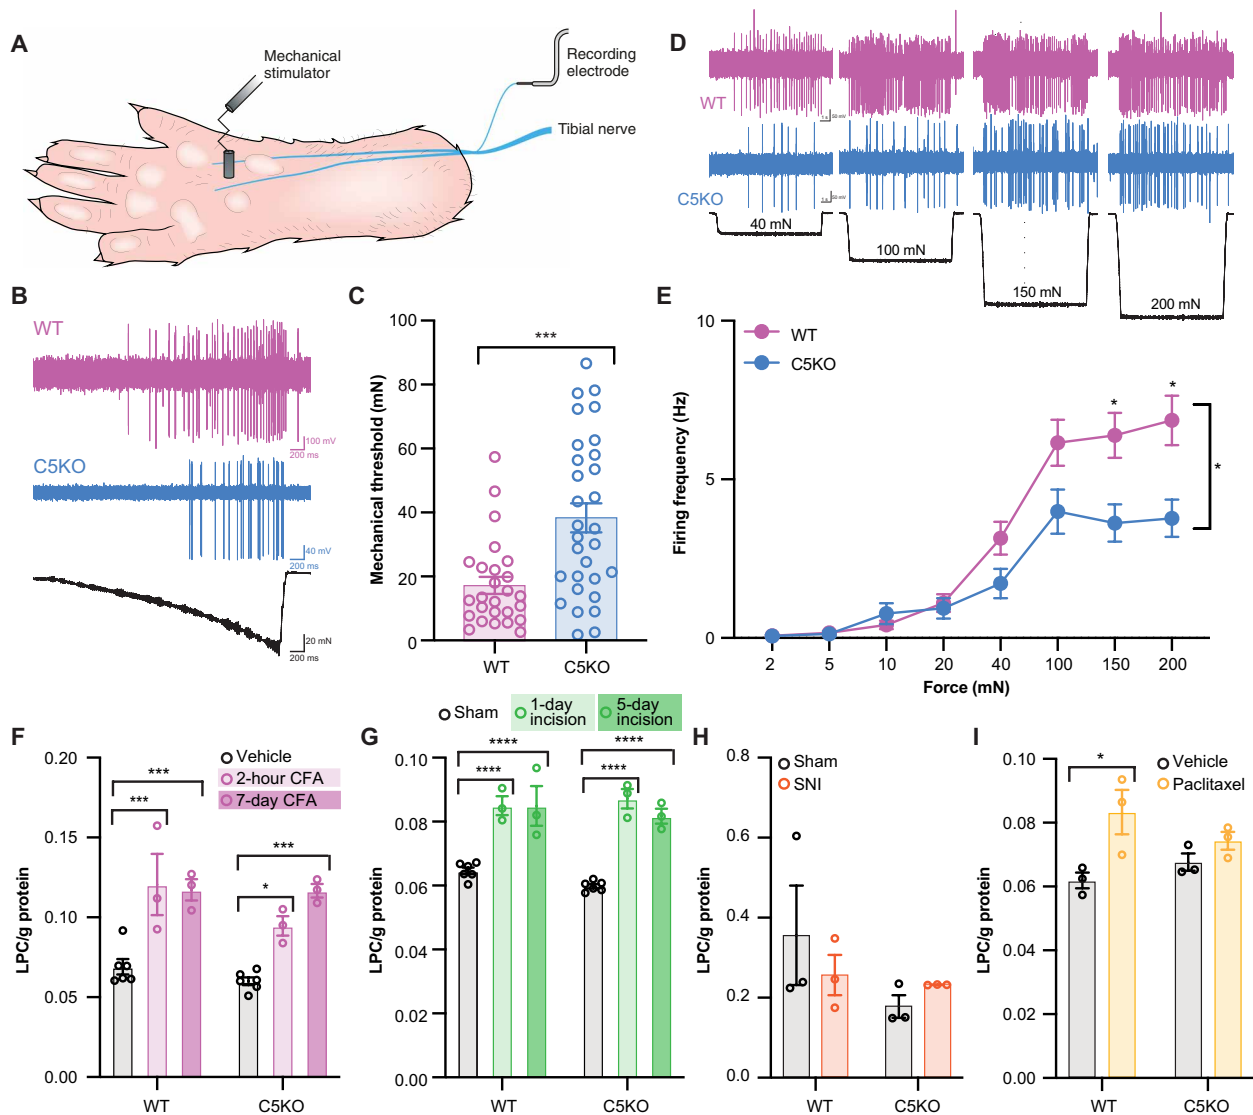 A
Mechanical
stimulator
Recording
electrode
Tibial nerve
D
WT
1 s
50 mV
C5KO
1 s
50 mV
40 mN
100 mN
150 mN
200 mN
B
WT
100 mV
200 ms
C5KO
40 mV
200 ms
20 mN
200 ms
C
100
80
60
40
20
0
Mechanical threshold (mN)
***
WT
C5KO
E
10
5
0
Firing frequency (Hz)
WT
C5KO
*
*
*
2
5
10
20
40
100
150
200
Force (mN)
F
0.20
0.15
0.10
0.05
0.00
LPC/g protein
Vehicle
2-hour CFA
7-day CFA
***
***
***
*
WT
C5KO
G
Sham
1-day
incision
5-day
incision
0.10
0.08
0.06
0.04
0.02
0.00
LPC/g protein
****
****
****
****
WT
C5KO
H
0.8
0.6
0.4
0.2
0.0
LPC/g protein
Sham
SNI
WT
C5KO
I
0.10
0.08
0.06
0.04
0.02
0.00
LPC/g protein
*
Vehicle
Paclitaxel
WT
C5KO